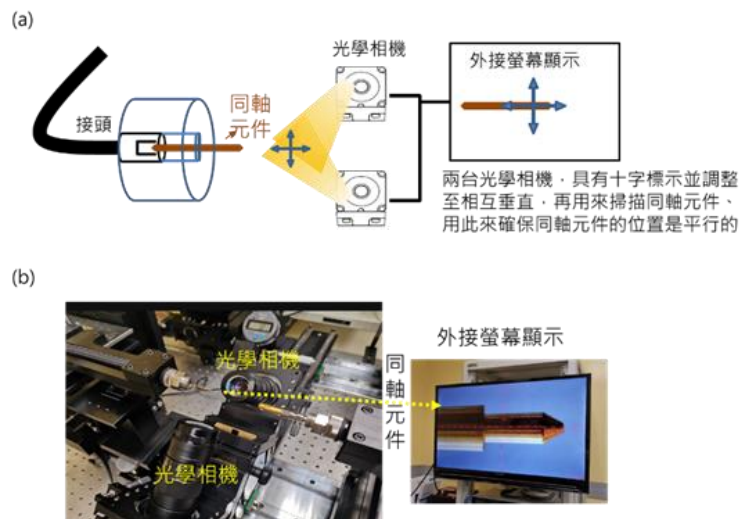 (a)
光學相機
外接螢幕顯示
接頭
同軸
元件
兩台光學相機，具有十字標示並調整
至相互垂直，再用來掃描同軸元件、
用此來確保同軸元件的位置是平行的
(b)
外接螢幕顯示
光學相機
同軸元件
光學相機